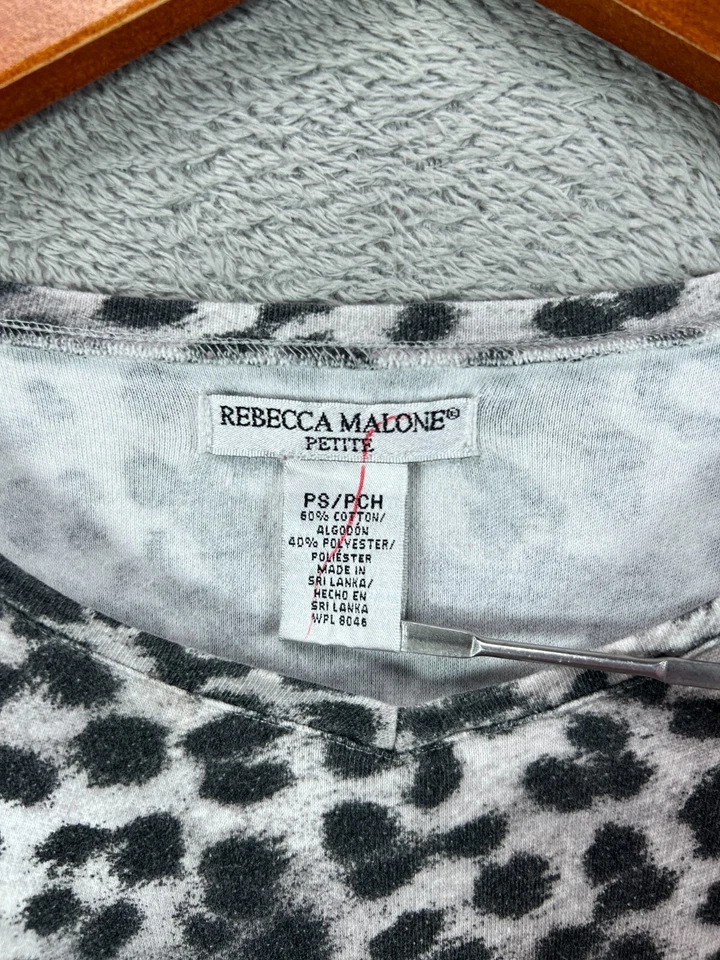 REBECCA MALONE®
PETITE
PS/PCH
60% COTTON/
ALGODÓN
40% POLYESTER/
POLIÉSTER
MADE IN
SRI LANKA/
HECHO EN
SRI LANKA
WPL 8046